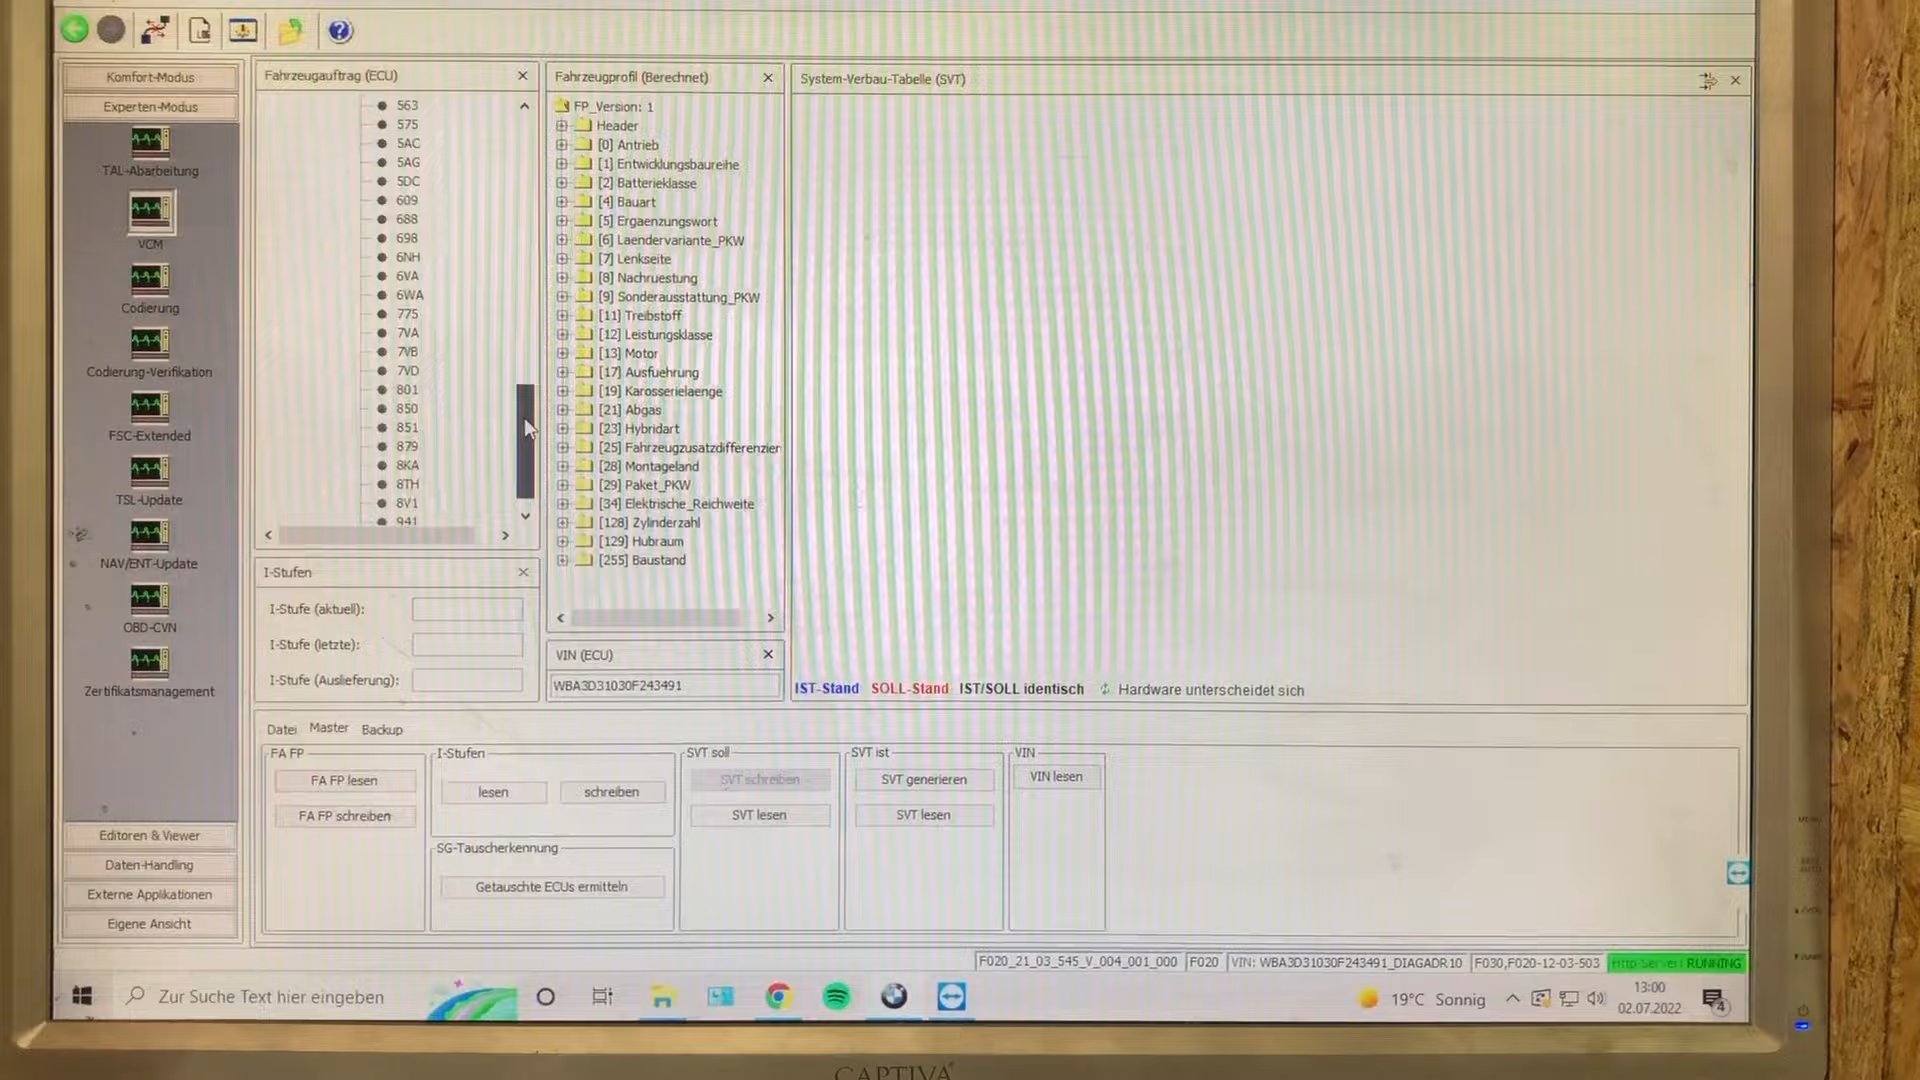 Komfort-Modus
Experten-Modus
TAL-Abarbeitung
VCM
Codierung
Codierung-Verifikation
FSC-Extended
TSL-Update
NAV/ENT-Update
OBD-CVN
Zertifikatsmanagement
Editoren & Viewer
Daten-Handling
Externe Applikationen
Eigene Ansicht
Fahrzeugauftrag (ECU)
563
575
5AC
5AG
5DC
609
688
698
6NH
6VA
6WA
775
7VA
7VB
7VD
801
850
851
879
8KA
8TH
8V1
941
I-Stufen
I-Stufe (aktuell):
I-Stufe (letzte):
I-Stufe (Auslieferung):
Fahrzeugprofil (Berechnet)
FP_Version: 1
Header
[0] Antrieb
[1] Entwicklungsbaureihe
[2] Batterieklasse
[4] Bauart
[5] Ergaenzungswort
[6] Laendervariante_PKW
[7] Lenkseite
[8] Nachruestung
[9] Sonderausstattung_PKW
[11] Treibstoff
[12] Leistungsklasse
[13] Motor
[17] Ausfuehrung
[19] Karosserielaenge
[21] Abgas
[23] Hybridart
[25] Fahrzeugzusatzdifferenzier
[28] Montageland
[29] Paket_PKW
[34] Elektrische_Reichweite
[128] Zylinderzahl
[129] Hubraum
[255] Baustand
VIN (ECU)
WBA3D31030F243491
System-Verbau-Tabelle (SVT)
IST-Stand SOLL-Stand IST/SOLL identisch Hardware unterscheidet sich
Datei Master Backup
FA FP
FA FP lesen
FA FP schreiben
I-Stufen
lesen schreiben
SG-Tauscherkennung
Getauschte ECUs ermitteln
SVT soll
SVT schreiben
SVT lesen
SVT ist
SVT generieren
SVT lesen
VIN
VIN lesen
F020_21_03_545_V_004_001_000 F020 VIN: WBA3D31030F243491_DIAGADR10 F030,F020-12-03-503 Http-Server: RUNNING
Zur Suche Text hier eingeben
19°C Sonnig
13:00
02.07.2022
4
CAPTIVA